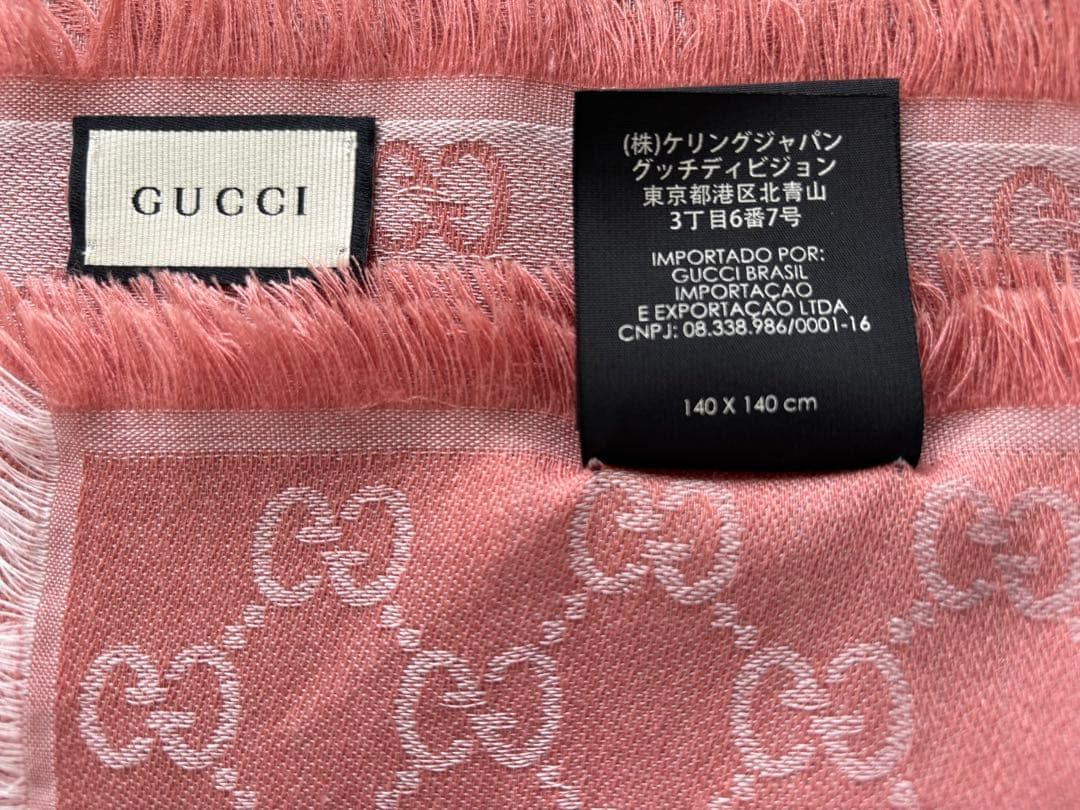 GUCCI
(株)ケリングジャパン
グッチディビジョン
東京都港区北青山
3丁目6番7号
IMPORTADO POR:
GUCCI BRASIL
IMPORTAÇAO
E EXPORTAÇAO LTDA
CNPJ: 08.338.986/0001-16
140 X 140 cm